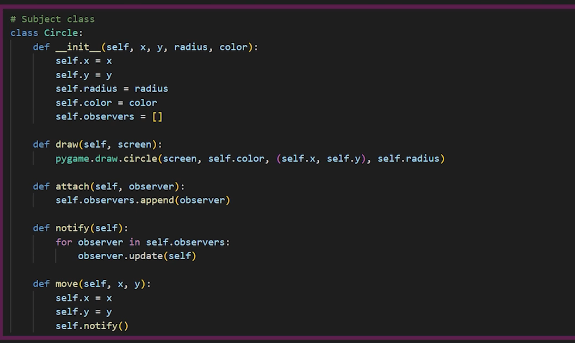 # Subject class
class Circle:
    def __init__(self, x, y, radius, color):
        self.x = x
        self.y = y
        self.radius = radius
        self.color = color
        self.observers = []

    def draw(self, screen):
        pygame.draw.circle(screen, self.color, (self.x, self.y), self.radius)

    def attach(self, observer):
        self.observers.append(observer)

    def notify(self):
        for observer in self.observers:
            observer.update(self)

    def move(self, x, y):
        self.x = x
        self.y = y
        self.notify()